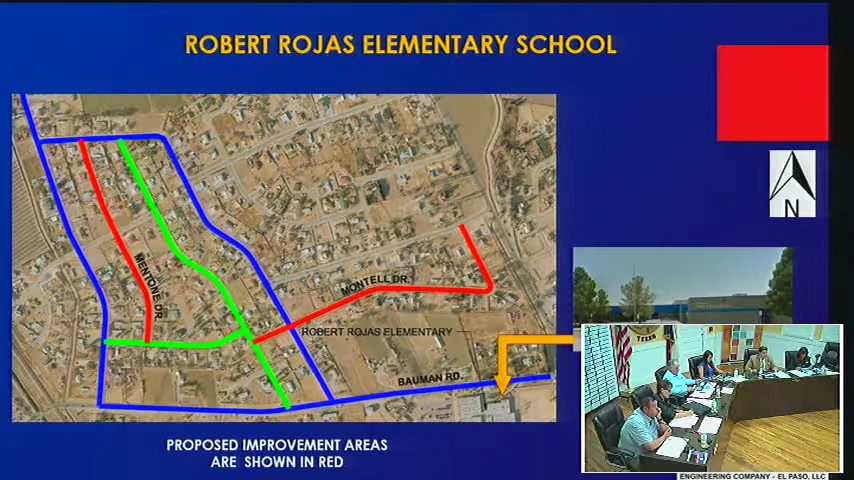 ROBERT ROJAS ELEMENTARY SCHOOL
N
MENTONE DR.
MONTELL DR.
ROBERT ROJAS ELEMENTARY
BAUMAN RD.
TEXAS
PROPOSED IMPROVEMENT AREAS
ARE SHOWN IN RED
ENGINEERING COMPANY - EL PASO, LLC